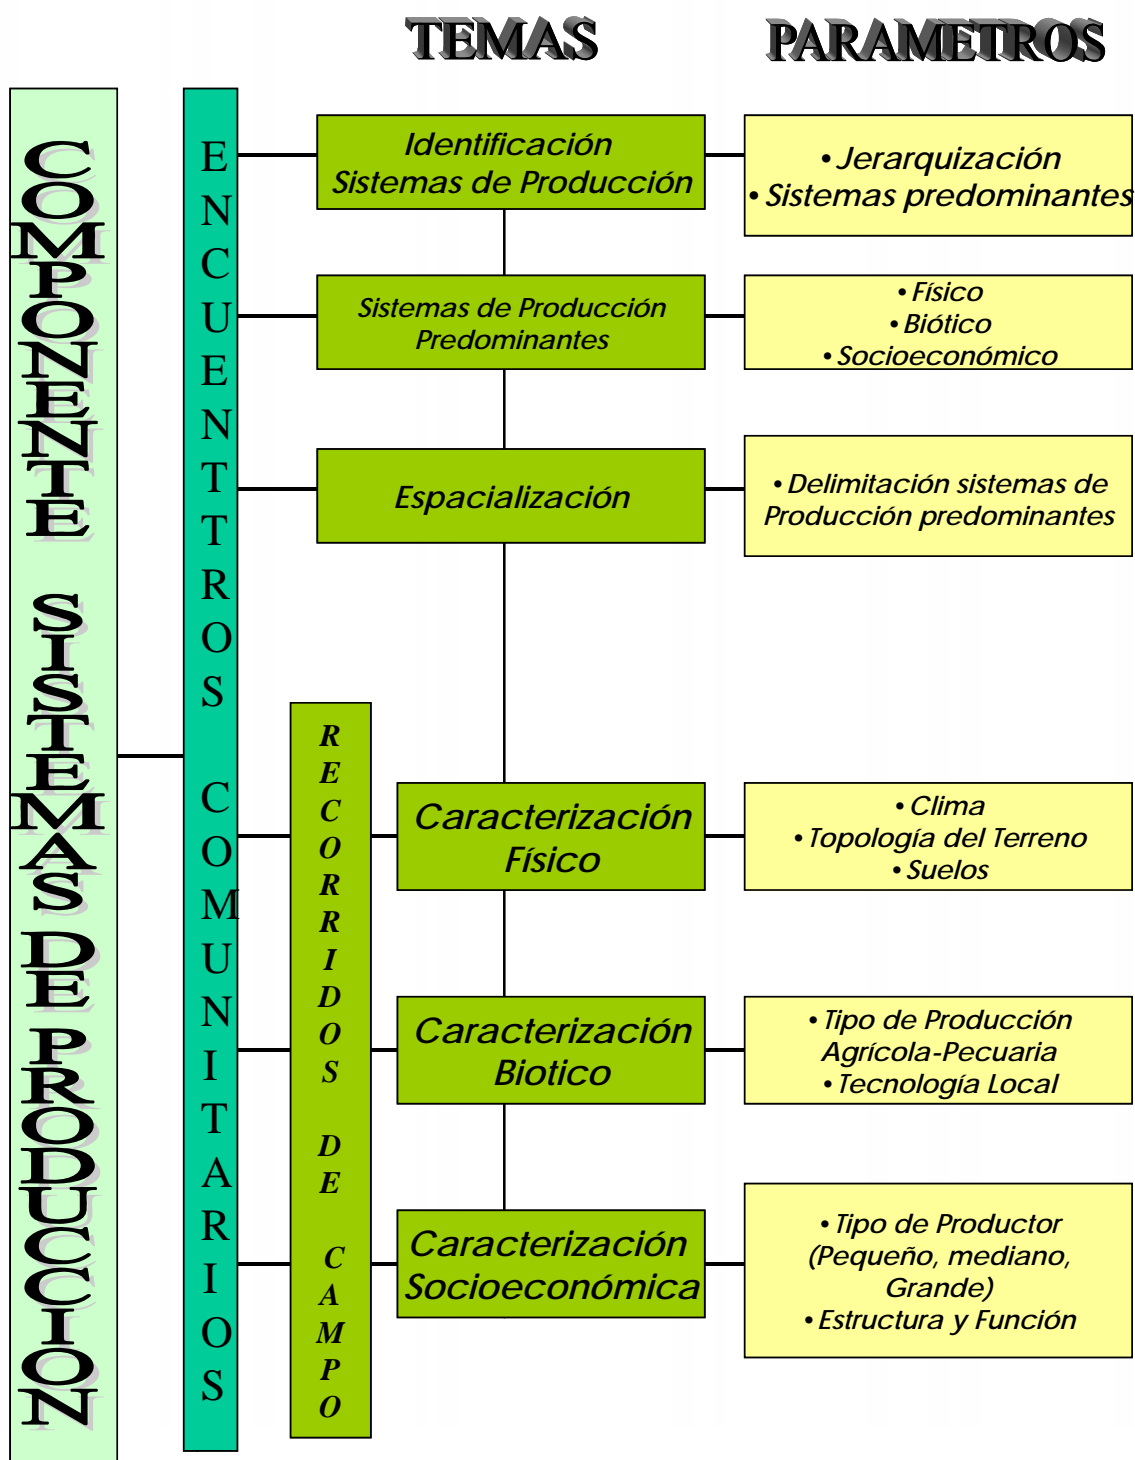 TEMAS
PARAMETROS
COMPONENTE SISTEMAS DE PRODUCCION
ENCUENTROS COMUNITARIOS
Identificación
Sistemas de Producción
• Jerarquización
• Sistemas predominantes
Sistemas de Producción
Predominantes
• Físico
• Biótico
• Socioeconómico
Espacialización
• Delimitación sistemas de
Producción predominantes
RECORRIDOS DE CAMPO
Caracterización
Físico
• Clima
• Topología del Terreno
• Suelos
Caracterización
Biotico
• Tipo de Producción
Agrícola-Pecuaria
• Tecnología Local
Caracterización
Socioeconómica
• Tipo de Productor
(Pequeño, mediano,
Grande)
• Estructura y Función